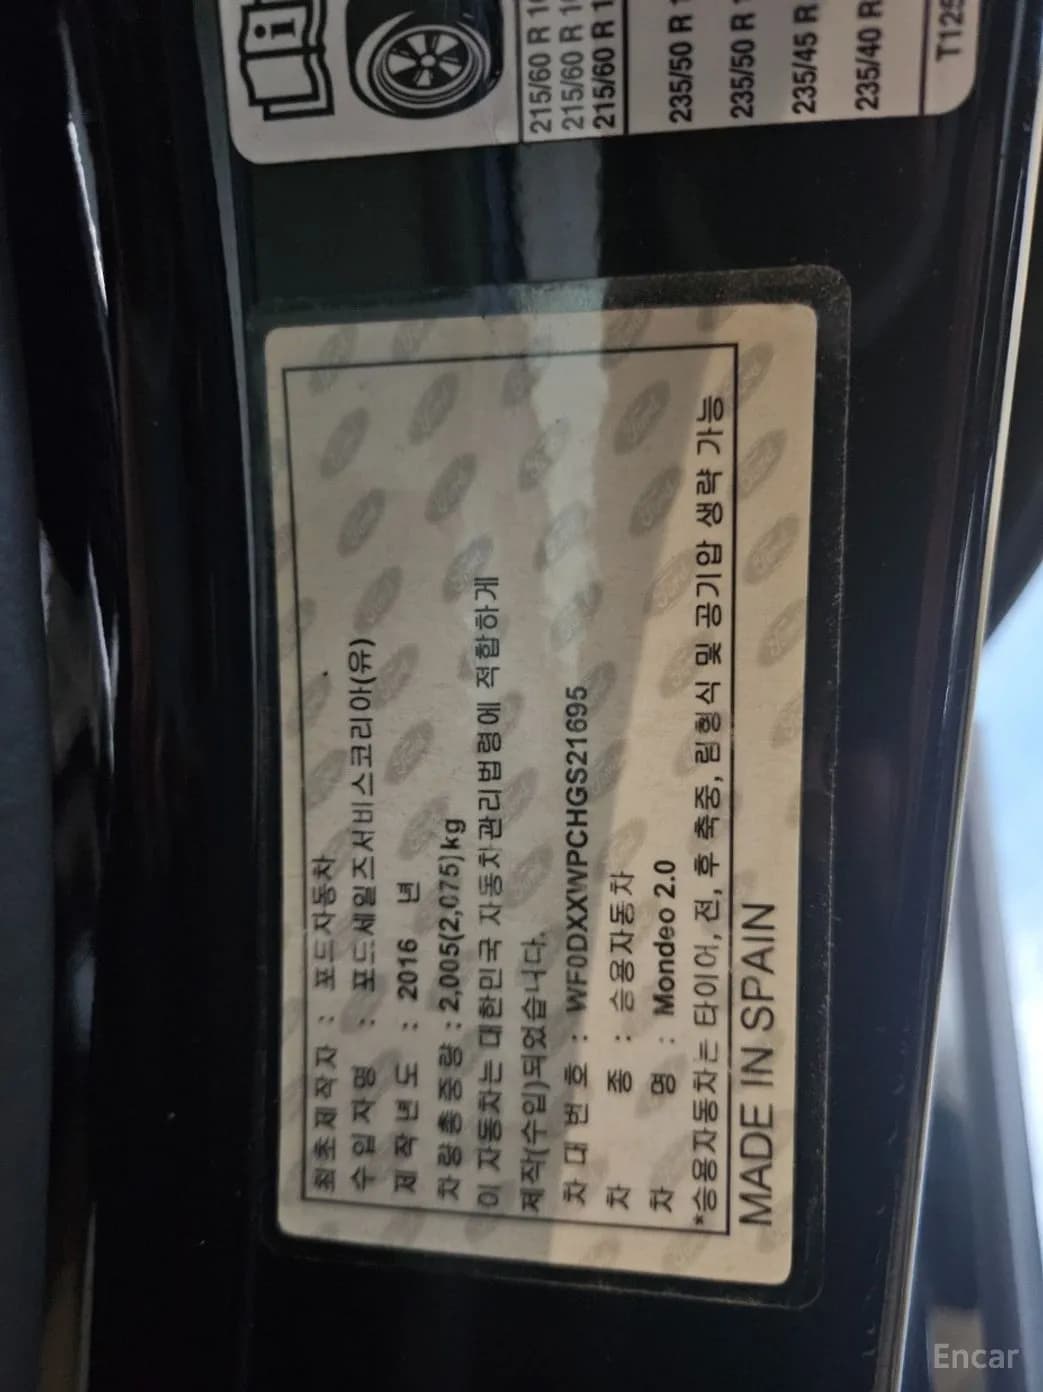 215/60 R
215/60 R
215/60 R
235/50 R
235/50 R
235/45 R
235/40 R
최초제작자 : 포드자동차
수입자명 : 포드세일즈서비스코리아(유)
제작년도 : 2016 년
차량총중량 : 2,005(2,075)kg
이 자동차는 대한민국 자동차관리법령에 적합하게
제작(수입)되었습니다.
차대번호 : WF0DXXWPCHGS21695
차 종 : 승용자동차
차 명 : Mondeo 2.0
*승용자동차는 타이어, 전, 후 축중, 림형식 및 공기압 생략 가능
MADE IN SPAIN
Encar